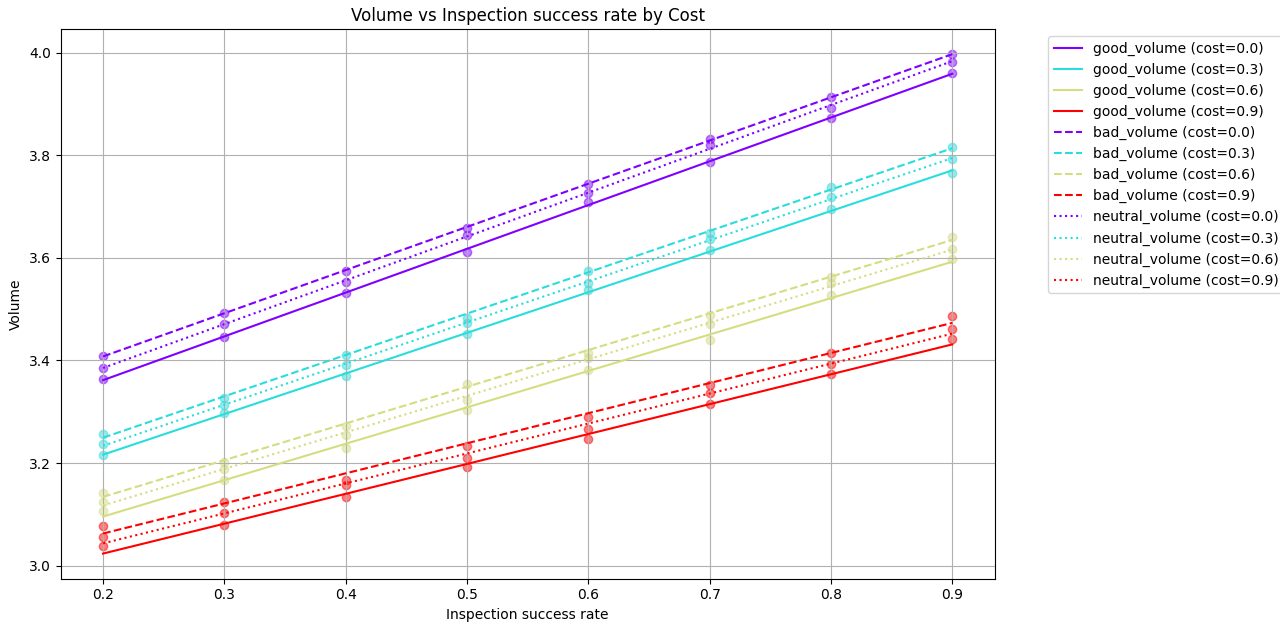 Volume vs Inspection success rate by Cost
Volume
4.0
3.8
3.6
3.4
3.2
3.0
0.2 0.3 0.4 0.5 0.6 0.7 0.8 0.9
Inspection success rate
good_volume (cost=0.0)
good_volume (cost=0.3)
good_volume (cost=0.6)
good_volume (cost=0.9)
bad_volume (cost=0.0)
bad_volume (cost=0.3)
bad_volume (cost=0.6)
bad_volume (cost=0.9)
neutral_volume (cost=0.0)
neutral_volume (cost=0.3)
neutral_volume (cost=0.6)
neutral_volume (cost=0.9)